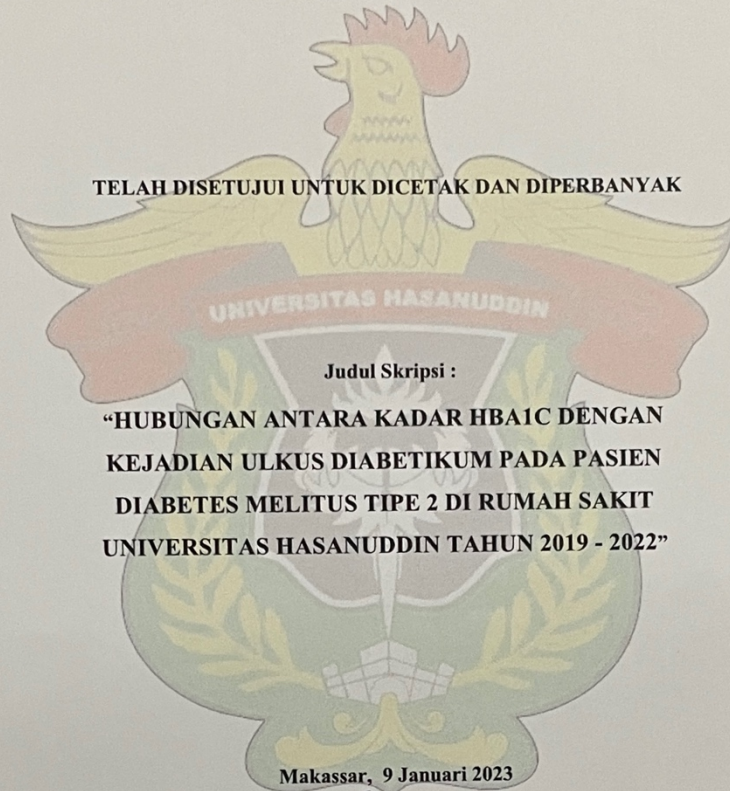 TELAH DISETUJUI UNTUK DICETAK DAN DIPERBANYAK
UNIVERSITAS HASANUDDIN
Judul Skripsi :
“HUBUNGAN ANTARA KADAR HBA1C DENGAN
KEJADIAN ULKUS DIABETIKUM PADA PASIEN
DIABETES MELITUS TIPE 2 DI RUMAH SAKIT
UNIVERSITAS HASANUDDIN TAHUN 2019 - 2022”
Makassar, 9 Januari 2023